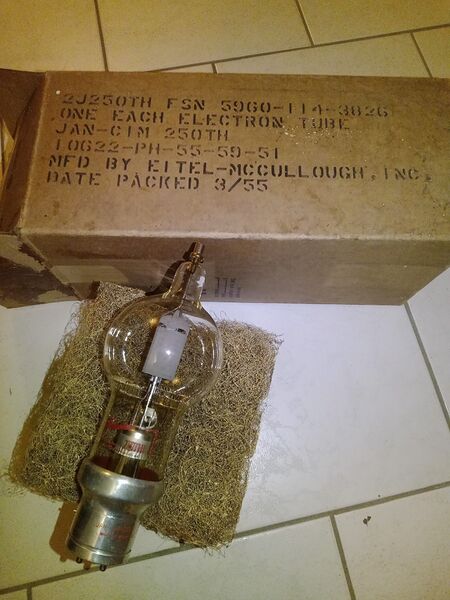 2J250TH FSN 5960-114-3826
ONE EACH ELECTRON TUBE
JAN-CIM 250TH
10622-PH-55-59-51
MFD BY EITEL-MCCULLOUGH, INC.
DATE PACKED 3/55